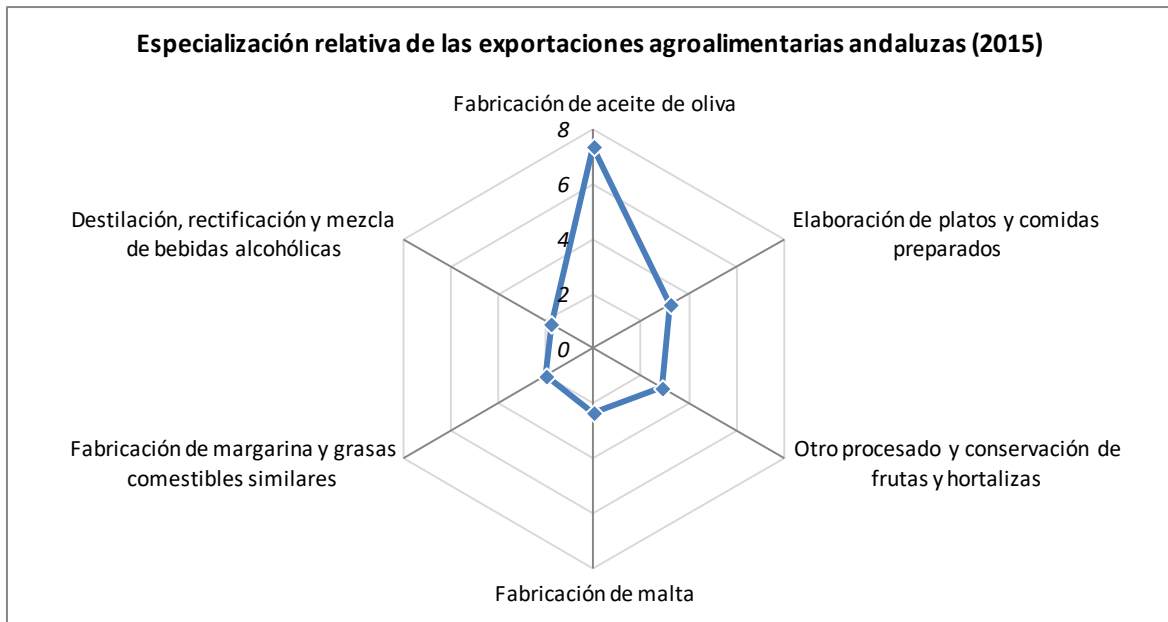 Especialización relativa de las exportaciones agroalimentarias andaluzas (2015)
Fabricación de aceite de oliva
8
6
4
2
0
Elaboración de platos y comidas
preparados
Otro procesado y conservación de
frutas y hortalizas
Fabricación de malta
Fabricación de margarina y grasas
comestibles similares
Destilación, rectificación y mezcla
de bebidas alcohólicas